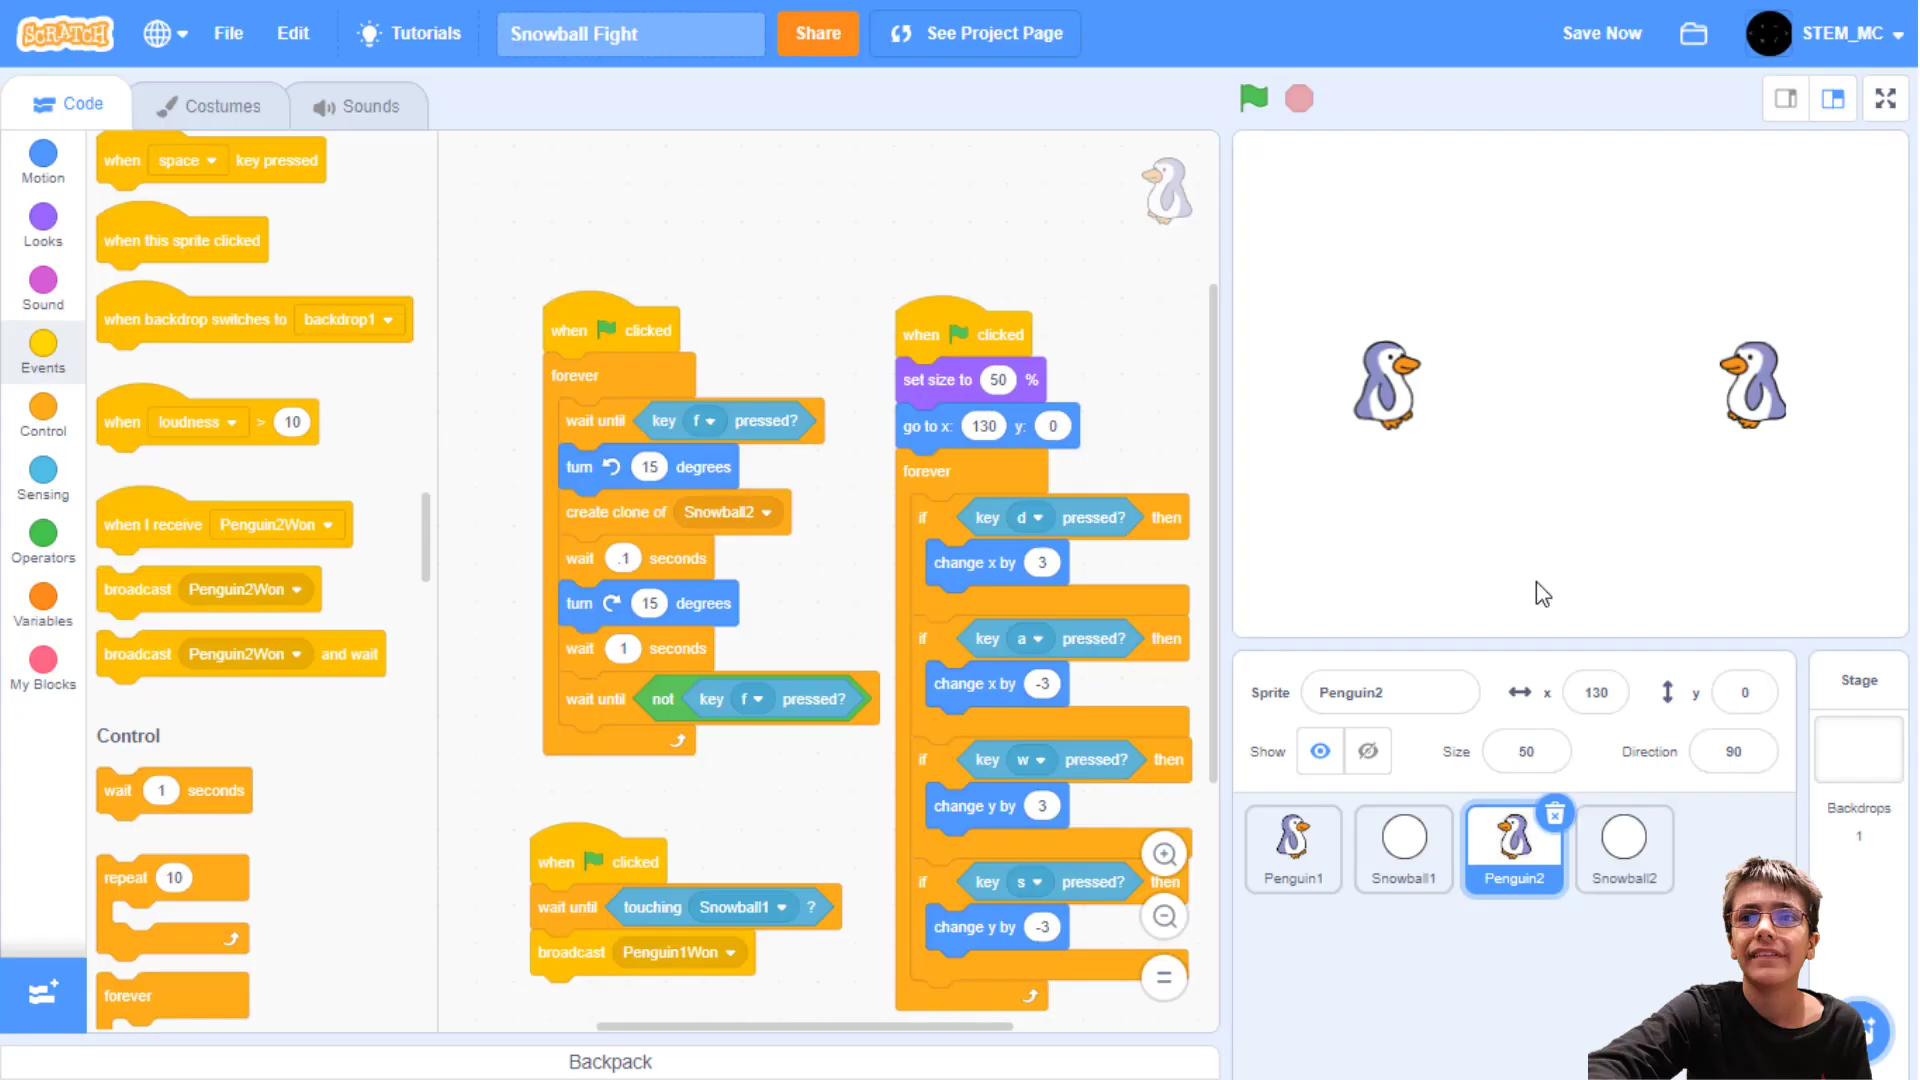 SCRATCH File Edit Tutorials Snowball Fight Share See Project Page Save Now STEM_MC
Code Costumes Sounds
Motion
Looks
Sound
Events
Control
Sensing
Operators
Variables
My Blocks
when space key pressed
when this sprite clicked
when backdrop switches to backdrop1
when loudness > 10
when I receive Penguin2Won
broadcast Penguin2Won
broadcast Penguin2Won and wait
Control
wait 1 seconds
repeat 10
forever
when clicked
forever
wait until key f pressed?
turn 15 degrees
create clone of Snowball2
wait .1 seconds
turn 15 degrees
wait 1 seconds
wait until not key f pressed?
when clicked
wait until touching Snowball1 ?
broadcast Penguin1Won
when clicked
set size to 50 %
go to x: 130 y: 0
forever
if key d pressed? then
change x by 3
if key a pressed? then
change x by -3
if key w pressed? then
change y by 3
if key s pressed? then
change y by -3
Backpack
Sprite Penguin2 x 130 y 0
Show Size 50 Direction 90
Penguin1 Snowball1 Penguin2 Snowball2
Stage
Backdrops
1